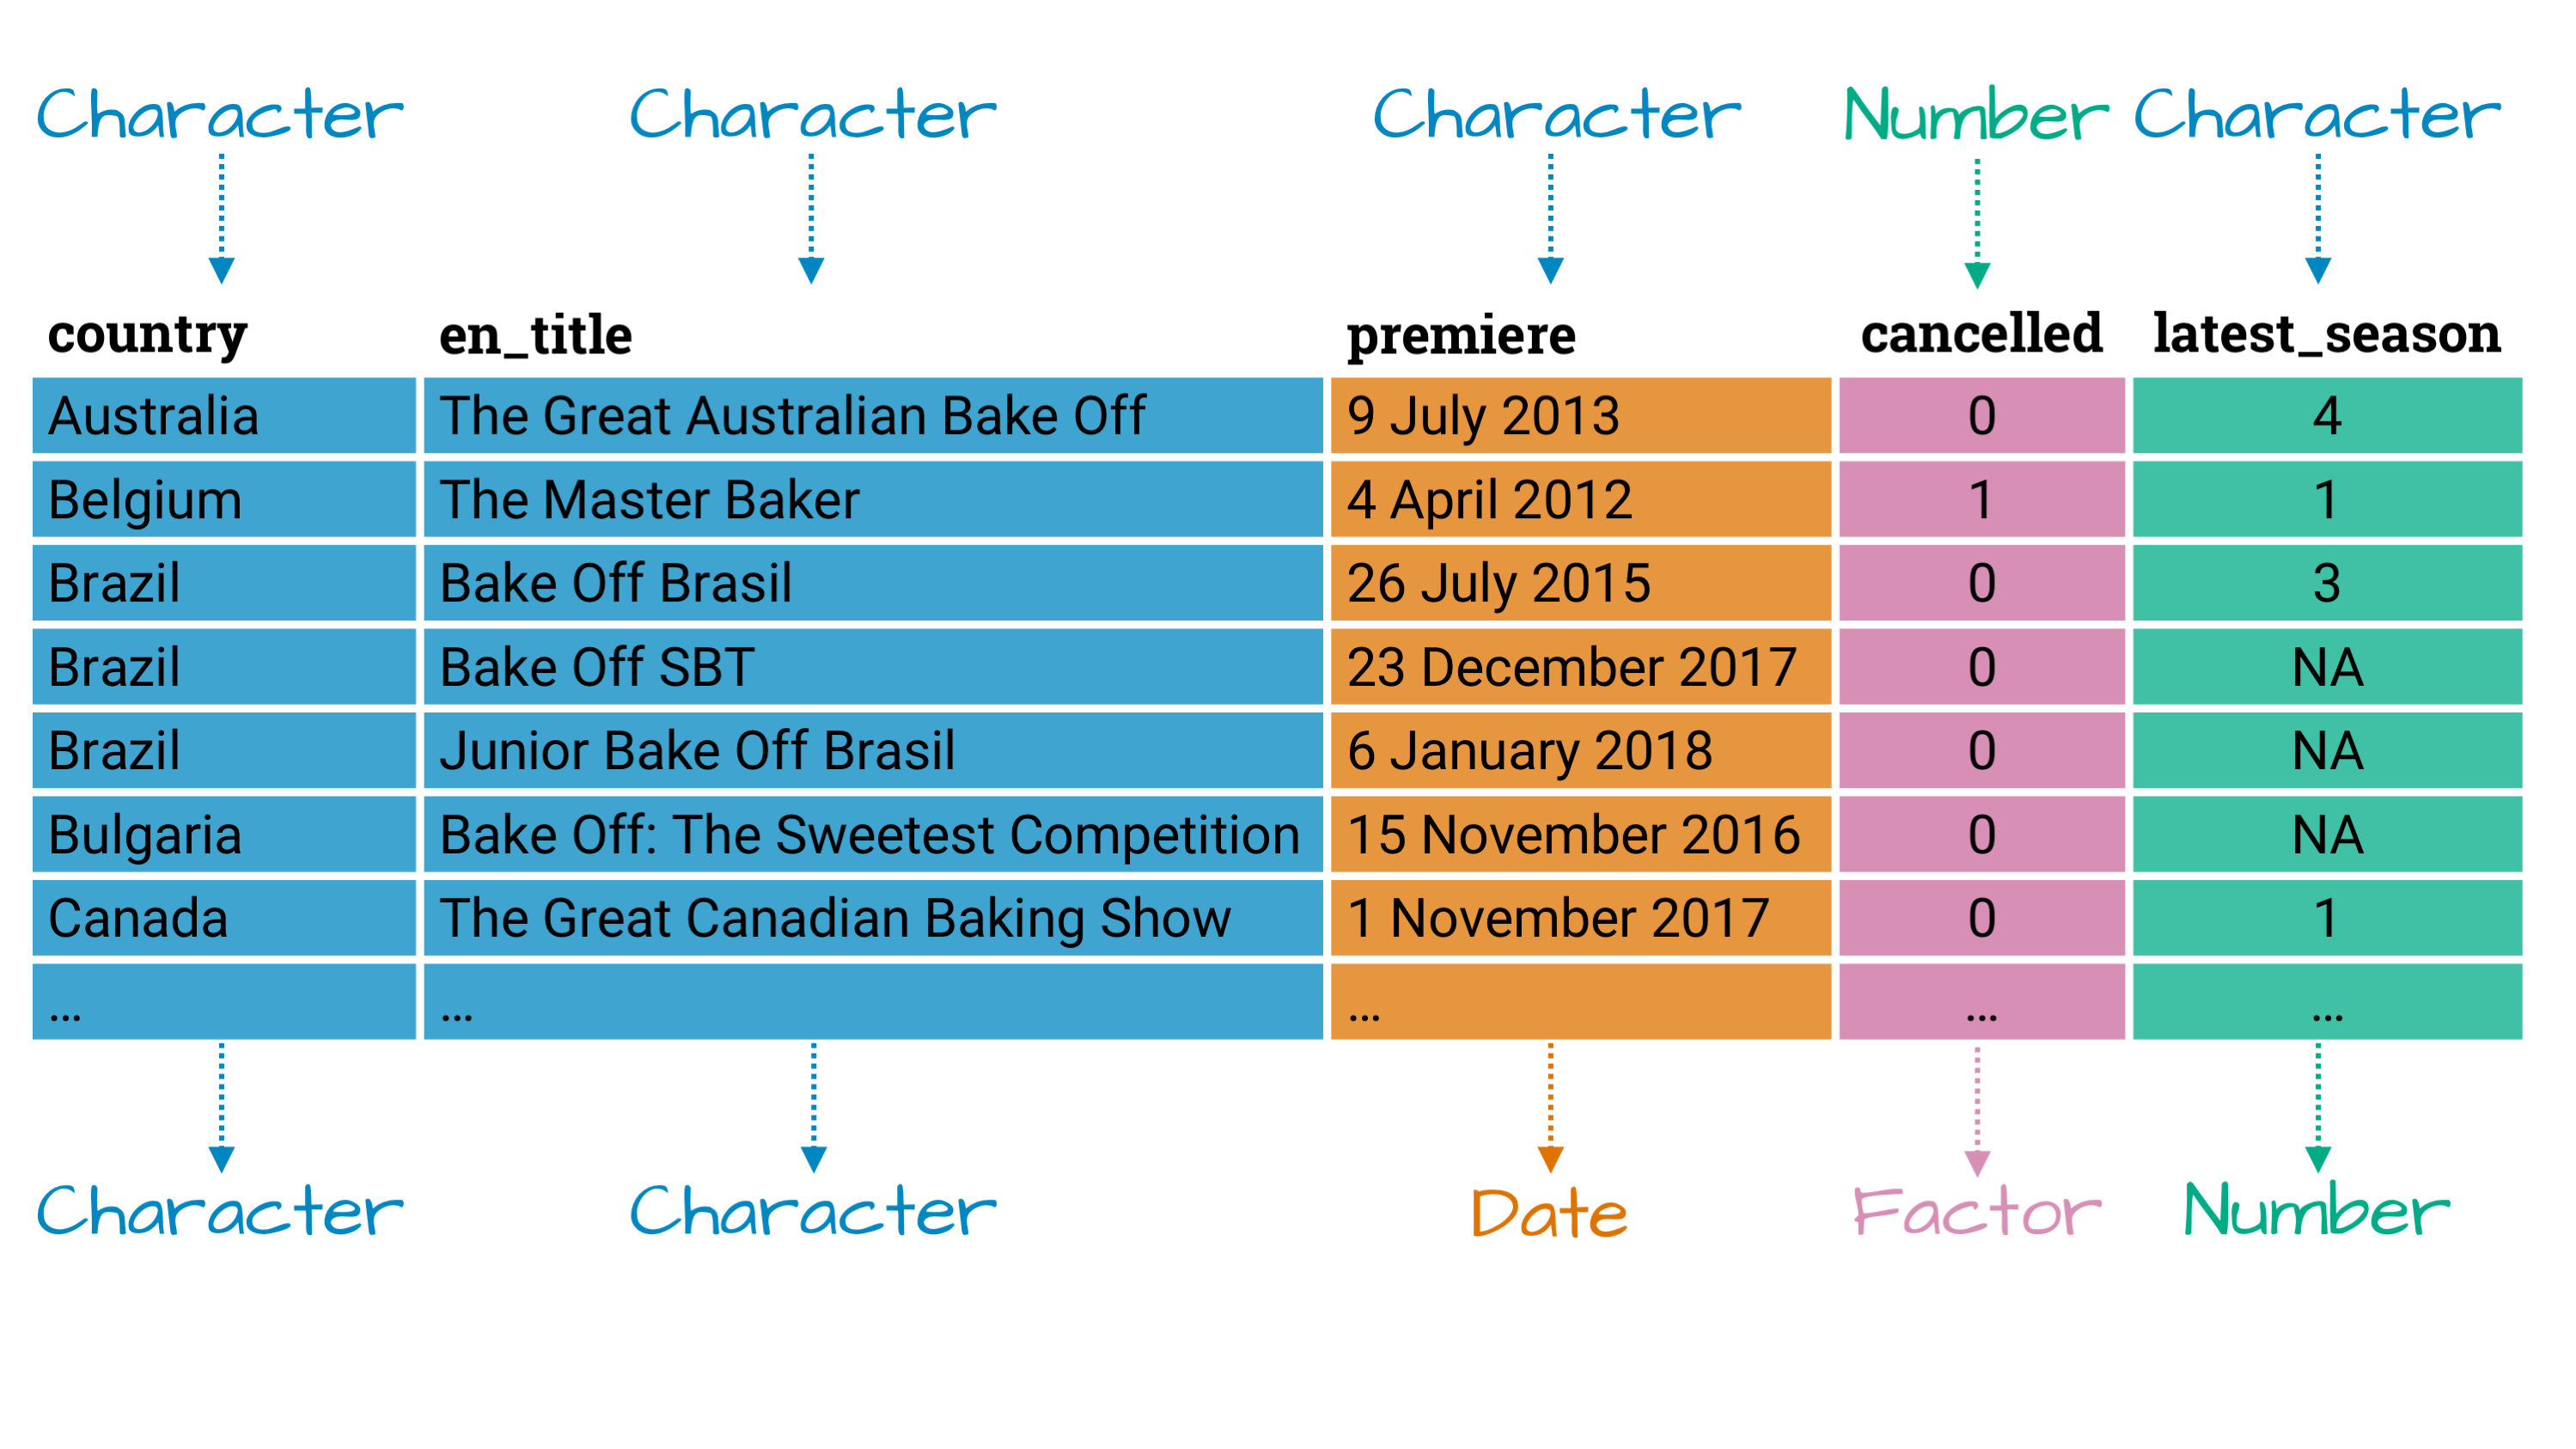 Character Character Character Number Character
country en_title premiere cancelled latest_season
Australia The Great Australian Bake Off 9 July 2013 0 4
Belgium The Master Baker 4 April 2012 1 1
Brazil Bake Off Brasil 26 July 2015 0 3
Brazil Bake Off SBT 23 December 2017 0 NA
Brazil Junior Bake Off Brasil 6 January 2018 0 NA
Bulgaria Bake Off: The Sweetest Competition 15 November 2016 0 NA
Canada The Great Canadian Baking Show 1 November 2017 0 1
... ... ... ... ...
Character Character Date Factor Number